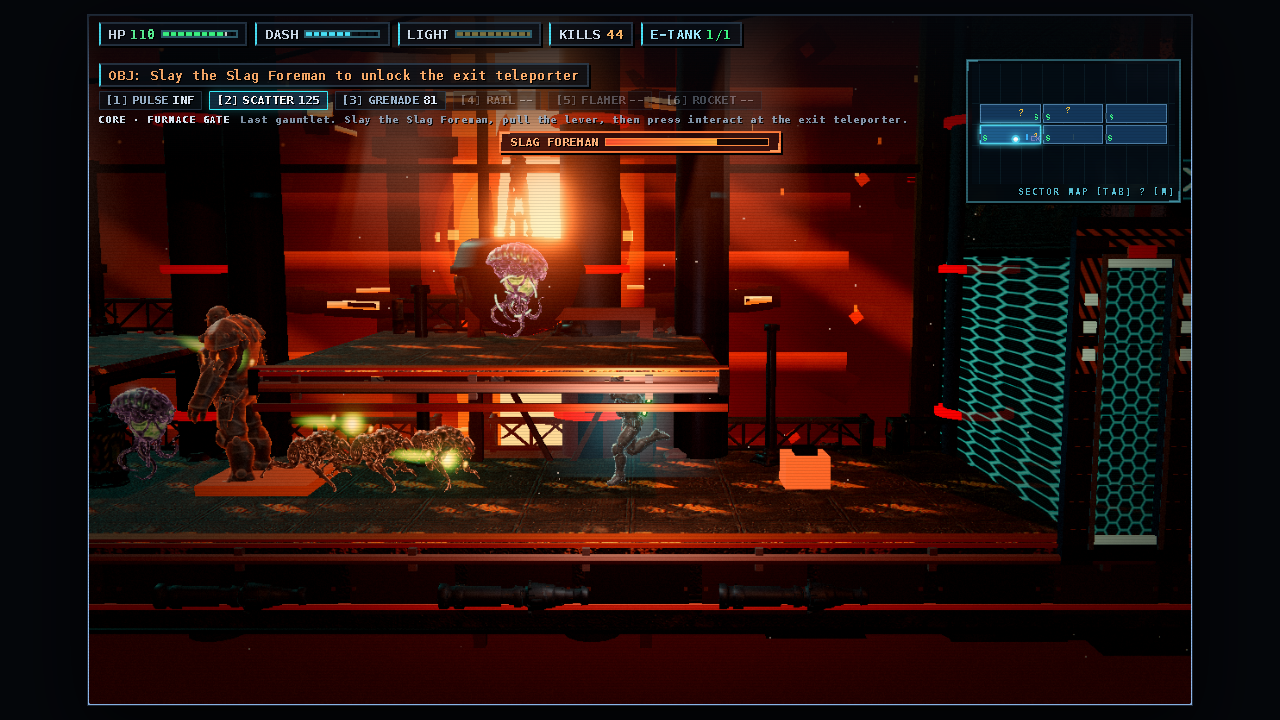 HP 110 DASH LIGHT KILLS 44 E-TANK 1/1
OBJ: Slay the Slag Foreman to unlock the exit teleporter
[1] PULSE INF [2] SCATTER 125 [3] GRENADE 81 [4] RAIL -- [5] FLAMER -- [6] ROCKET --
CORE · FURNACE GATE Last gauntlet. Slay the Slag Foreman, pull the lever, then press interact at the exit teleporter.
SLAG FOREMAN
? ? S S S
S S S
SECTOR MAP [TAB] ? [M]